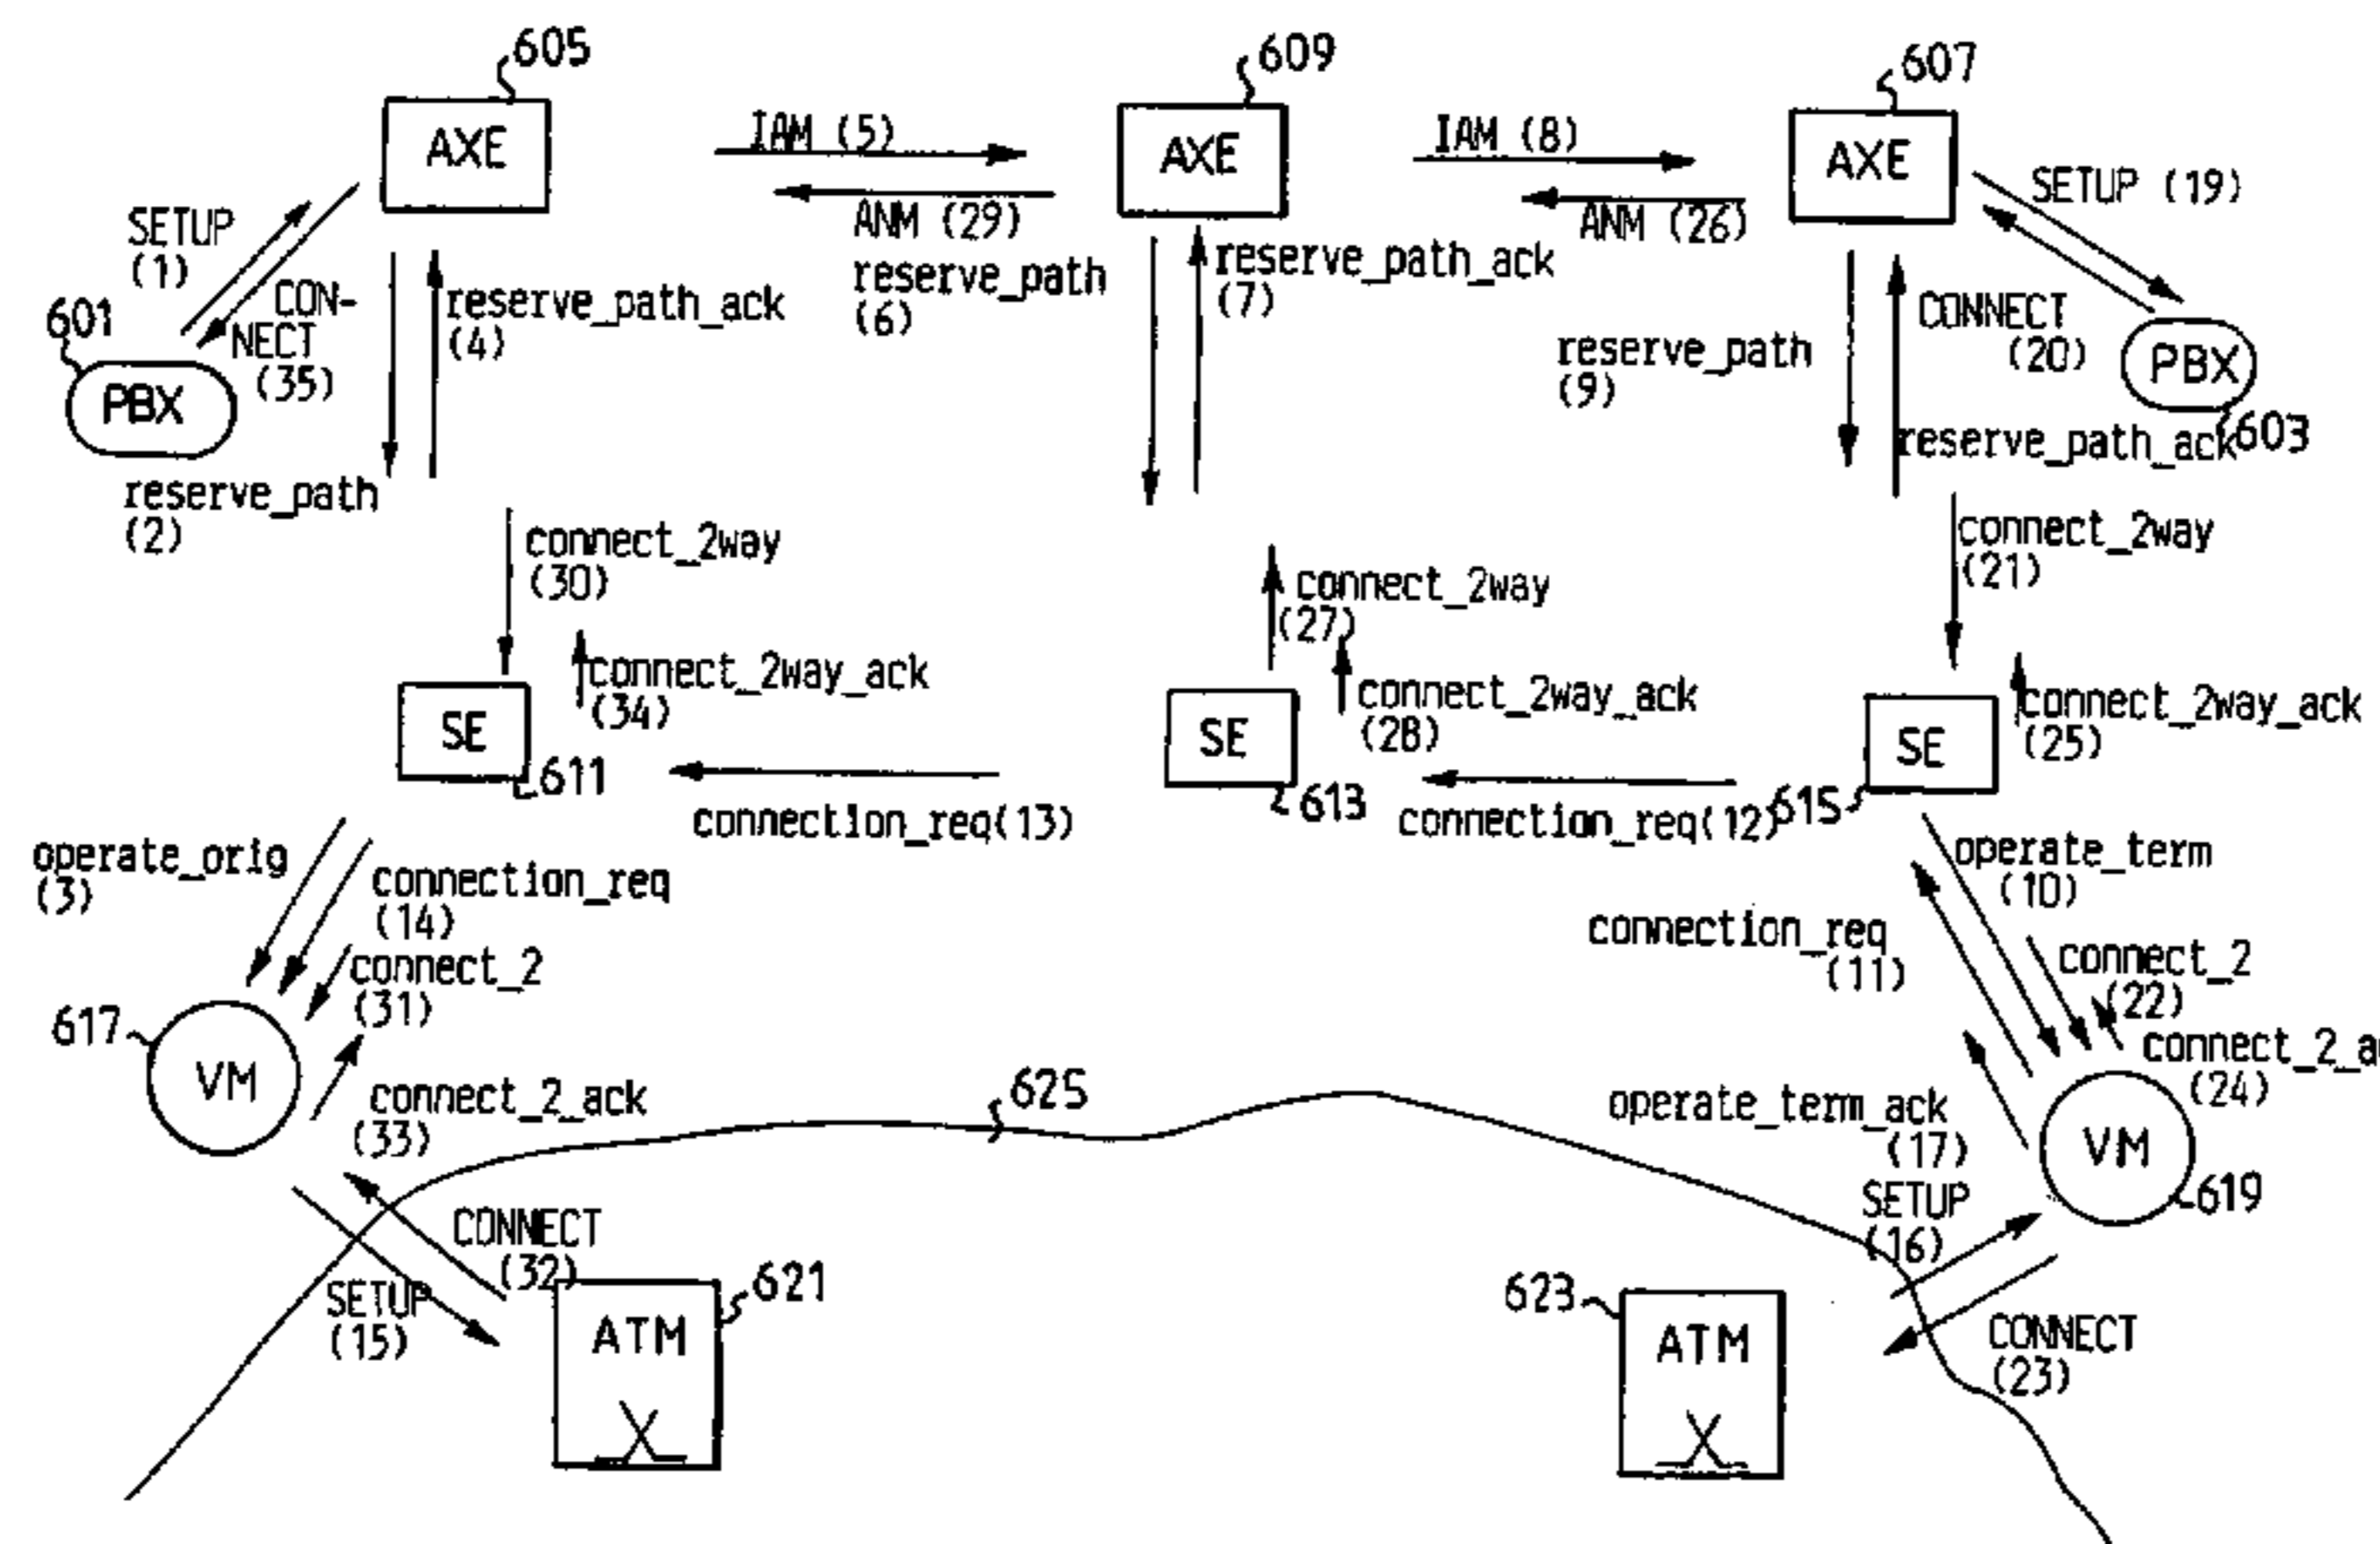 605
609
607
AXE
AXE
AXE
IAM (5)
IAM (8)
ANM (29)
ANM (26)
SETUP
(1)
CON-
NECT
(35)
601
PBX
reserve_path_ack
(4)
reserve_path
(2)
reserve_path
(6)
reserve_path_ack
(7)
SETUP (19)
CONNECT
(20)
PBX
603
reserve_path
(9)
reserve_path_ack
connect_2way
(30)
connect_2way
(27)
connect_2way
(21)
connect_2way_ack
(34)
connect_2way_ack
(28)
connect_2way_ack
(25)
SE
611
SE
613
SE
615
connection_req(13)
connection_req(12)
operate_orig
(3)
connection_req
(14)
connect_2
(31)
617
VM
connect_2_ack
(33)
625
operate_term
(10)
connection_req
(11)
connect_2
(22)
connect_2_a
(24)
operate_term_ack
(17)
VM
619
SETUP
(16)
CONNECT
(32)
SETUP
(15)
621
ATM
623
ATM
CONNECT
(23)